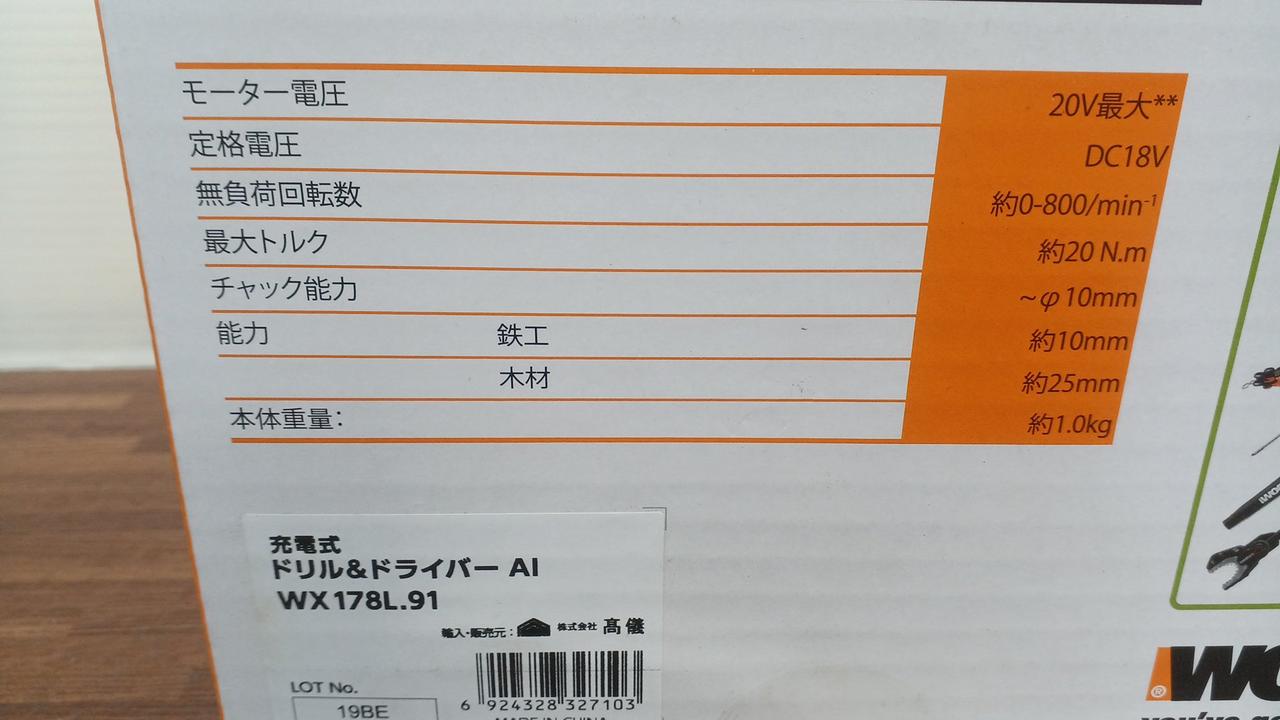 モーター電圧 20V最大**
定格電圧 DC18V
無負荷回転数 約0-800/min⁻¹
最大トルク 約20 N.m
チャック能力 ~φ10mm
能力 鉄工 約10mm
木材 約25mm
本体重量: 約1.0kg
充電式
ドリル&ドライバー AI
WX178L.91
輸入・販売元: 株式会社 髙儀
LOT No.
19BE
6 924328 327103
MADE IN CHINA
®